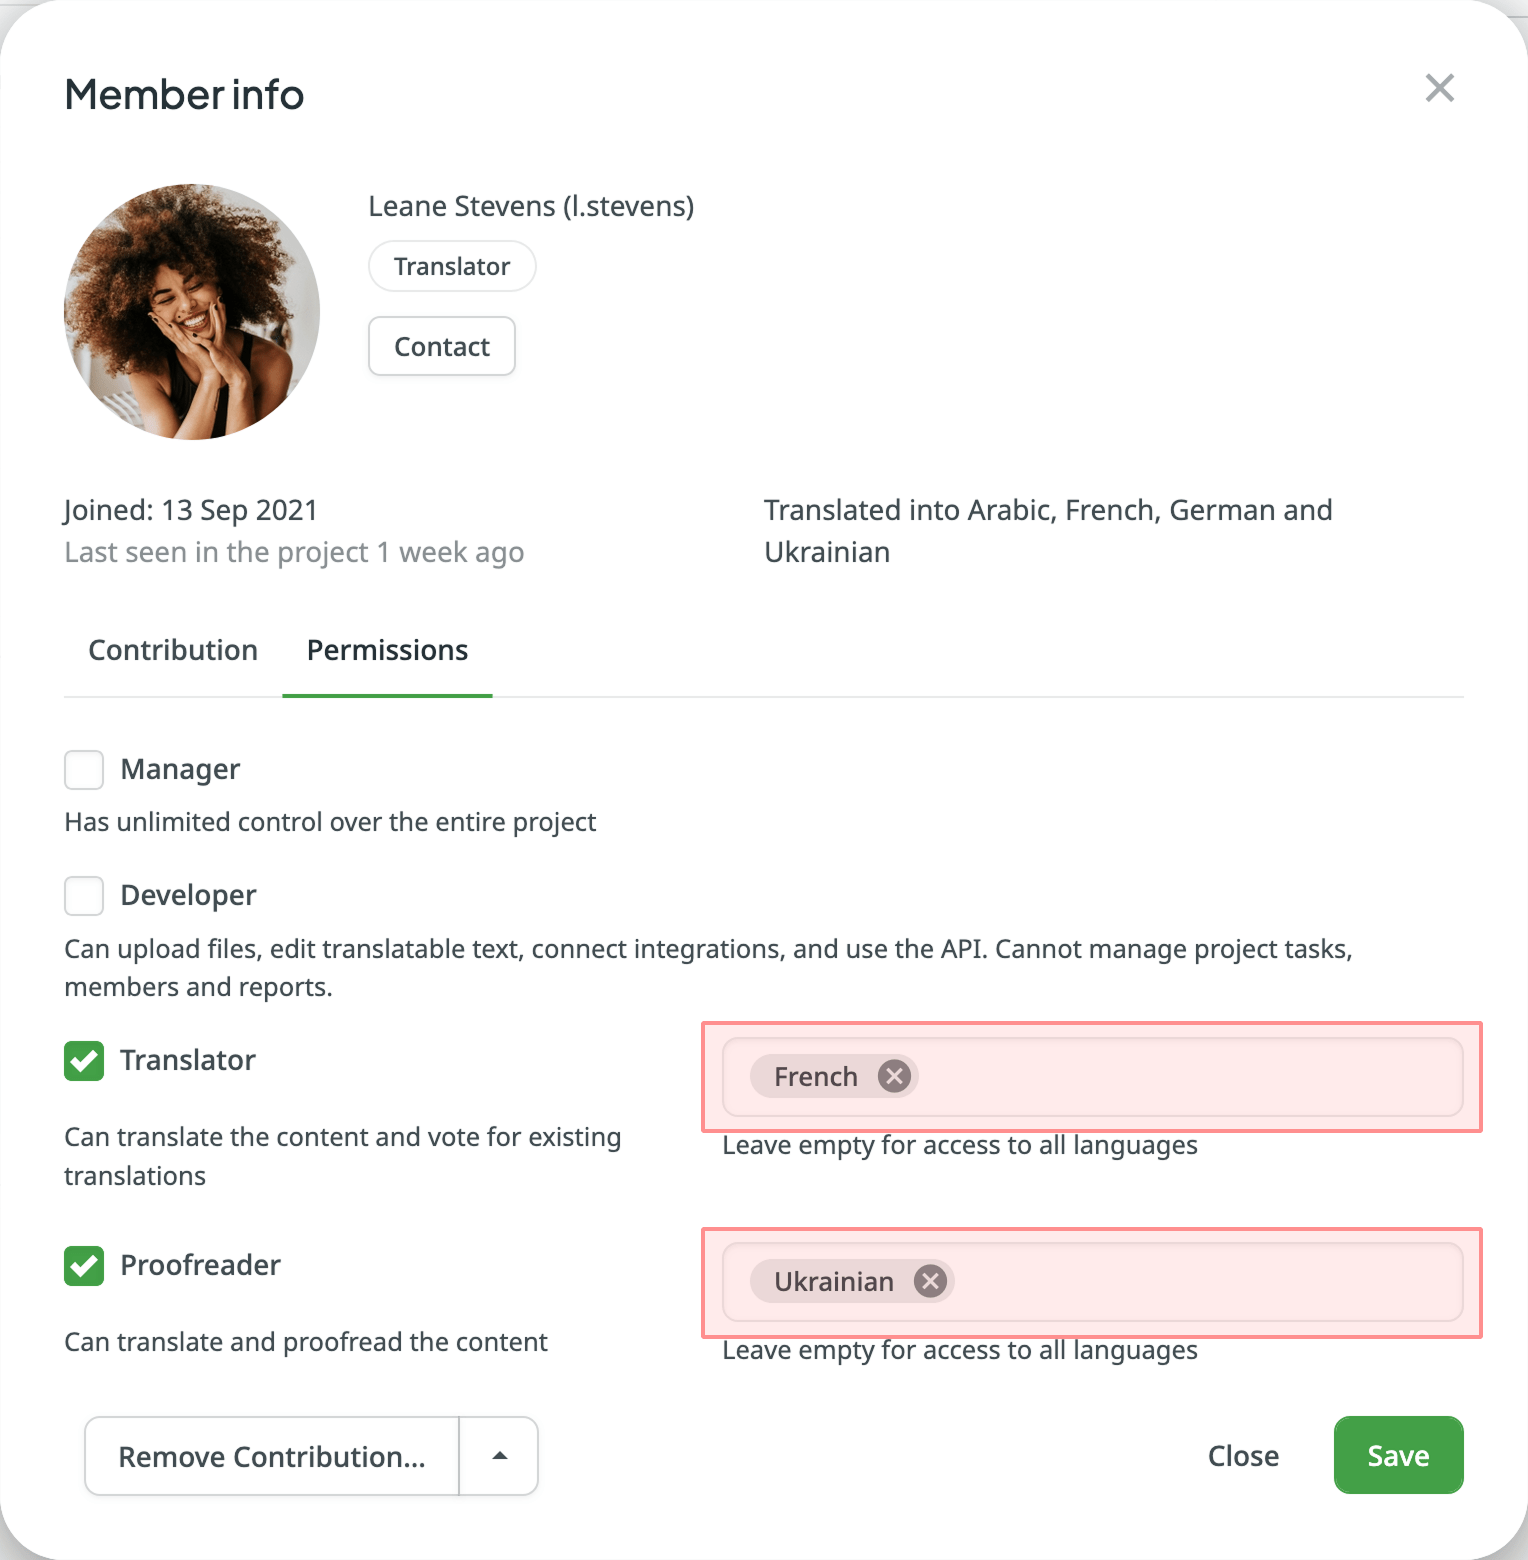 Member info
Leane Stevens (l.stevens)
Translator
Contact
Joined: 13 Sep 2021
Last seen in the project 1 week ago
Translated into Arabic, French, German and
Ukrainian
Contribution
Permissions
Manager
Has unlimited control over the entire project
Developer
Can upload files, edit translatable text, connect integrations, and use the API. Cannot manage project tasks,
members and reports.
Translator
French
Can translate the content and vote for existing
translations
Leave empty for access to all languages
Proofreader
Ukrainian
Can translate and proofread the content
Leave empty for access to all languages
Remove Contribution...
Close
Save